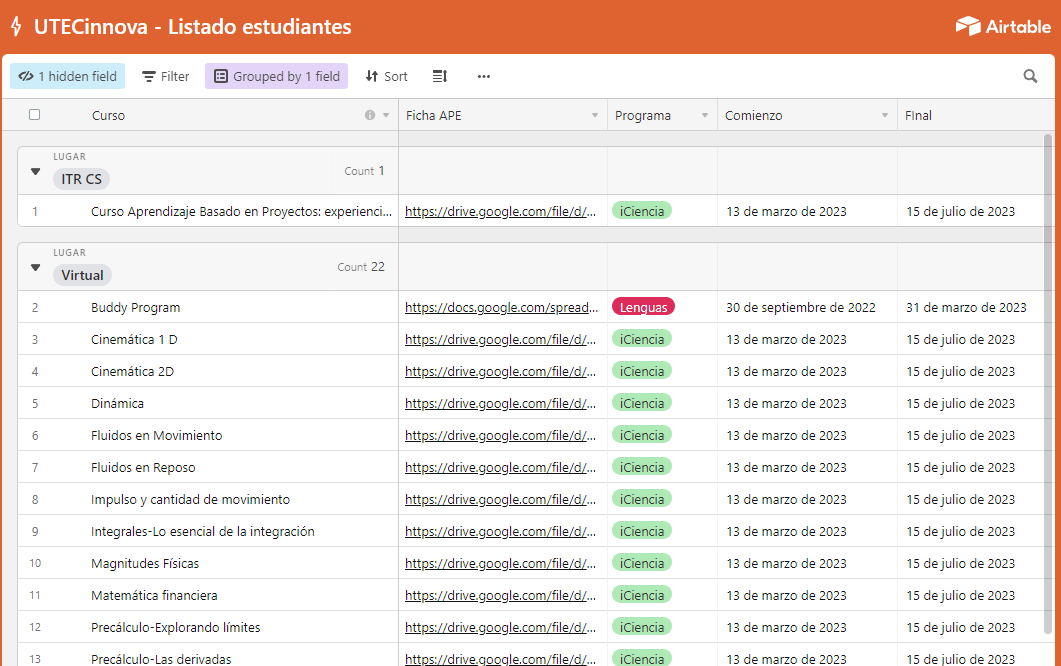 UTECinnova - Listado estudiantes
Airtable
1 hidden field Filter Grouped by 1 field Sort ...
Curso Ficha APE Programa Comienzo FInal
LUGAR
ITR CS Count 1
1 Curso Aprendizaje Basado en Proyectos: experienci... https://drive.google.com/file/d/... iCiencia 13 de marzo de 2023 15 de julio de 2023
LUGAR
Virtual Count 22
2 Buddy Program https://docs.google.com/spread... Lenguas 30 de septiembre de 2022 31 de marzo de 2023
3 Cinemática 1 D https://drive.google.com/file/d/... iCiencia 13 de marzo de 2023 15 de julio de 2023
4 Cinemática 2D https://drive.google.com/file/d/... iCiencia 13 de marzo de 2023 15 de julio de 2023
5 Dinámica https://drive.google.com/file/d/... iCiencia 13 de marzo de 2023 15 de julio de 2023
6 Fluidos en Movimiento https://drive.google.com/file/d/... iCiencia 13 de marzo de 2023 15 de julio de 2023
7 Fluidos en Reposo https://drive.google.com/file/d/... iCiencia 13 de marzo de 2023 15 de julio de 2023
8 Impulso y cantidad de movimiento https://drive.google.com/file/d/... iCiencia 13 de marzo de 2023 15 de julio de 2023
9 Integrales-Lo esencial de la integración https://drive.google.com/file/d/... iCiencia 13 de marzo de 2023 15 de julio de 2023
10 Magnitudes Físicas https://drive.google.com/file/d/... iCiencia 13 de marzo de 2023 15 de julio de 2023
11 Matemática financiera https://drive.google.com/file/d/... iCiencia 13 de marzo de 2023 15 de julio de 2023
12 Precálculo-Explorando límites https://drive.google.com/file/d/... iCiencia 13 de marzo de 2023 15 de julio de 2023
13 Precálculo-Las derivadas https://drive.google.com/file/d/... iCiencia 13 de marzo de 2023 15 de julio de 2023